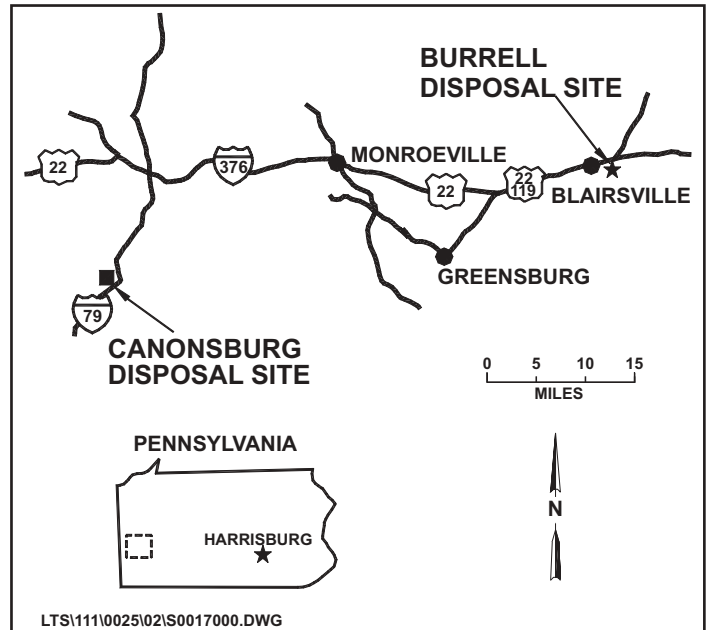 BURRELL
DISPOSAL SITE
22
376
MONROEVILLE
22
22
119
BLAIRSVILLE
GREENSBURG
79
CANONSBURG
DISPOSAL SITE
0 5 10 15
MILES
PENNSYLVANIA
HARRISBURG
N
LTS\111\0025\02\S0017000.DWG